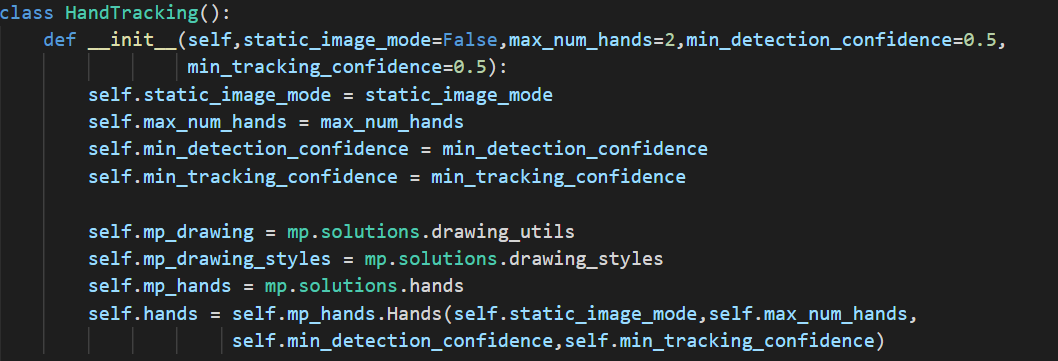 class HandTracking():
    def __init__(self,static_image_mode=False,max_num_hands=2,min_detection_confidence=0.5,
                 min_tracking_confidence=0.5):
        self.static_image_mode = static_image_mode
        self.max_num_hands = max_num_hands
        self.min_detection_confidence = min_detection_confidence
        self.min_tracking_confidence = min_tracking_confidence

        self.mp_drawing = mp.solutions.drawing_utils
        self.mp_drawing_styles = mp.solutions.drawing_styles
        self.mp_hands = mp.solutions.hands
        self.hands = self.mp_hands.Hands(self.static_image_mode,self.max_num_hands,
                     self.min_detection_confidence,self.min_tracking_confidence)